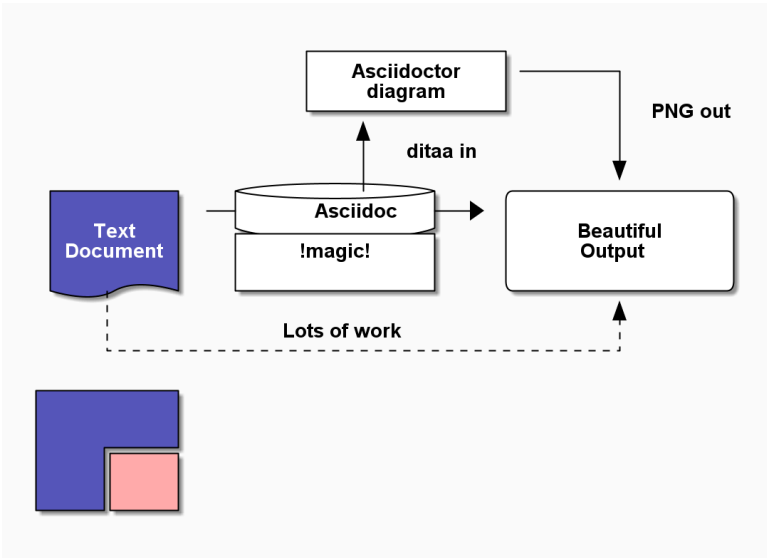 Asciidoctor
diagram
PNG out
ditaa in
Text
Document
Asciidoc
!magic!
Beautiful
Output
Lots of work